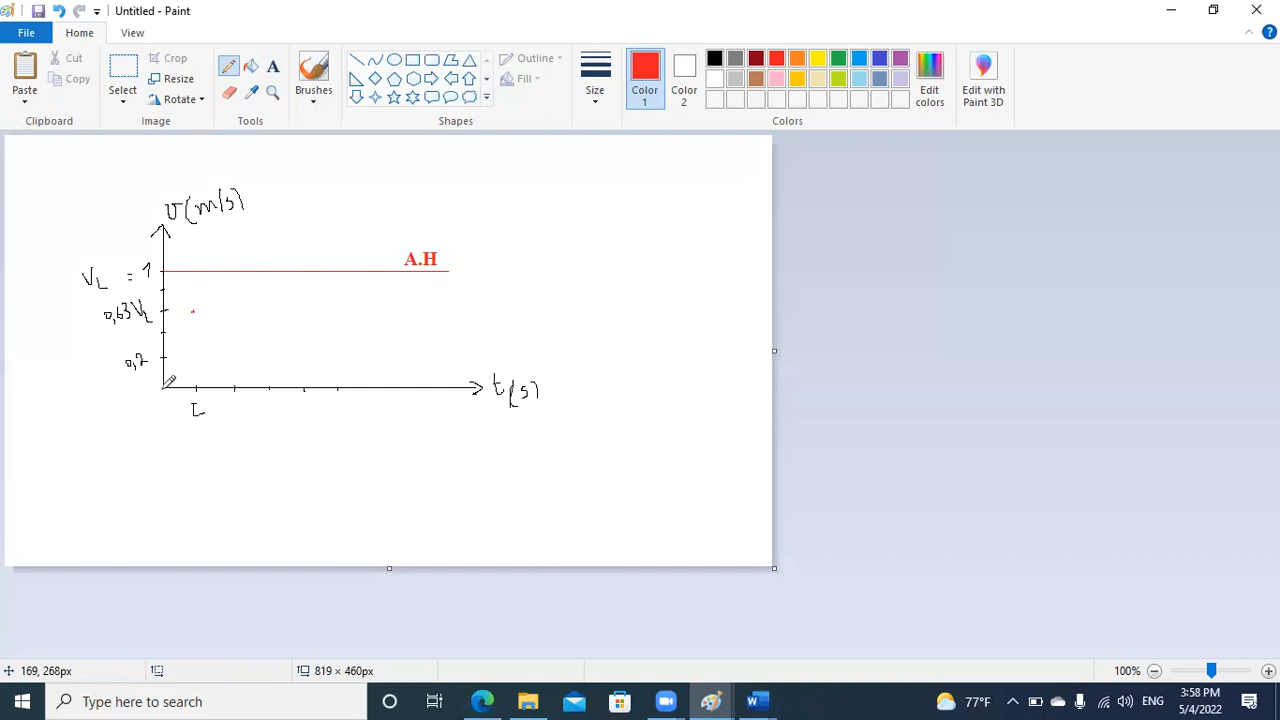 Untitled - Paint
File Home View
Paste
Cut
Copy
Clipboard
Select
Crop
Resize
Rotate
Image
Tools
Brushes
Shapes
Outline
Fill
Size
Color 1
Color 2
Colors
Edit colors
Edit with Paint 3D
v(m/s)
A.H
VL = 1
0,63VL
0,2
t(s)
169, 268px
819 × 460px
100%
Type here to search
77°F
ENG
3:58 PM
5/4/2022